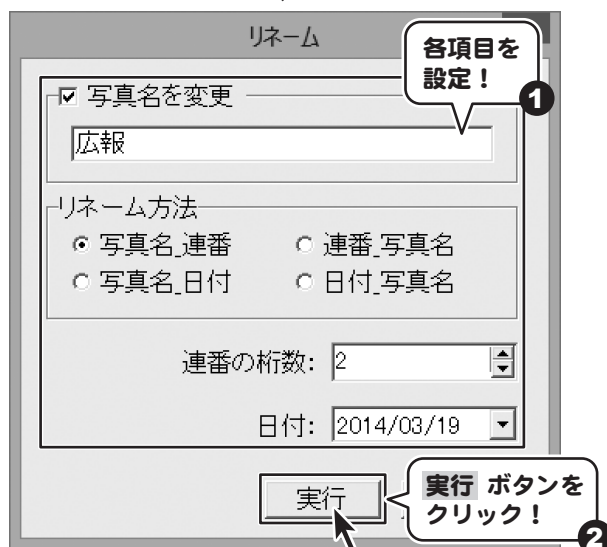 リネーム
各項目を
設定！
1
写真名を変更
広報
リネーム方法
写真名_連番
連番_写真名
写真名_日付
日付_写真名
連番の桁数: 2
日付: 2014/03/19
実行
実行 ボタンを
クリック！
2